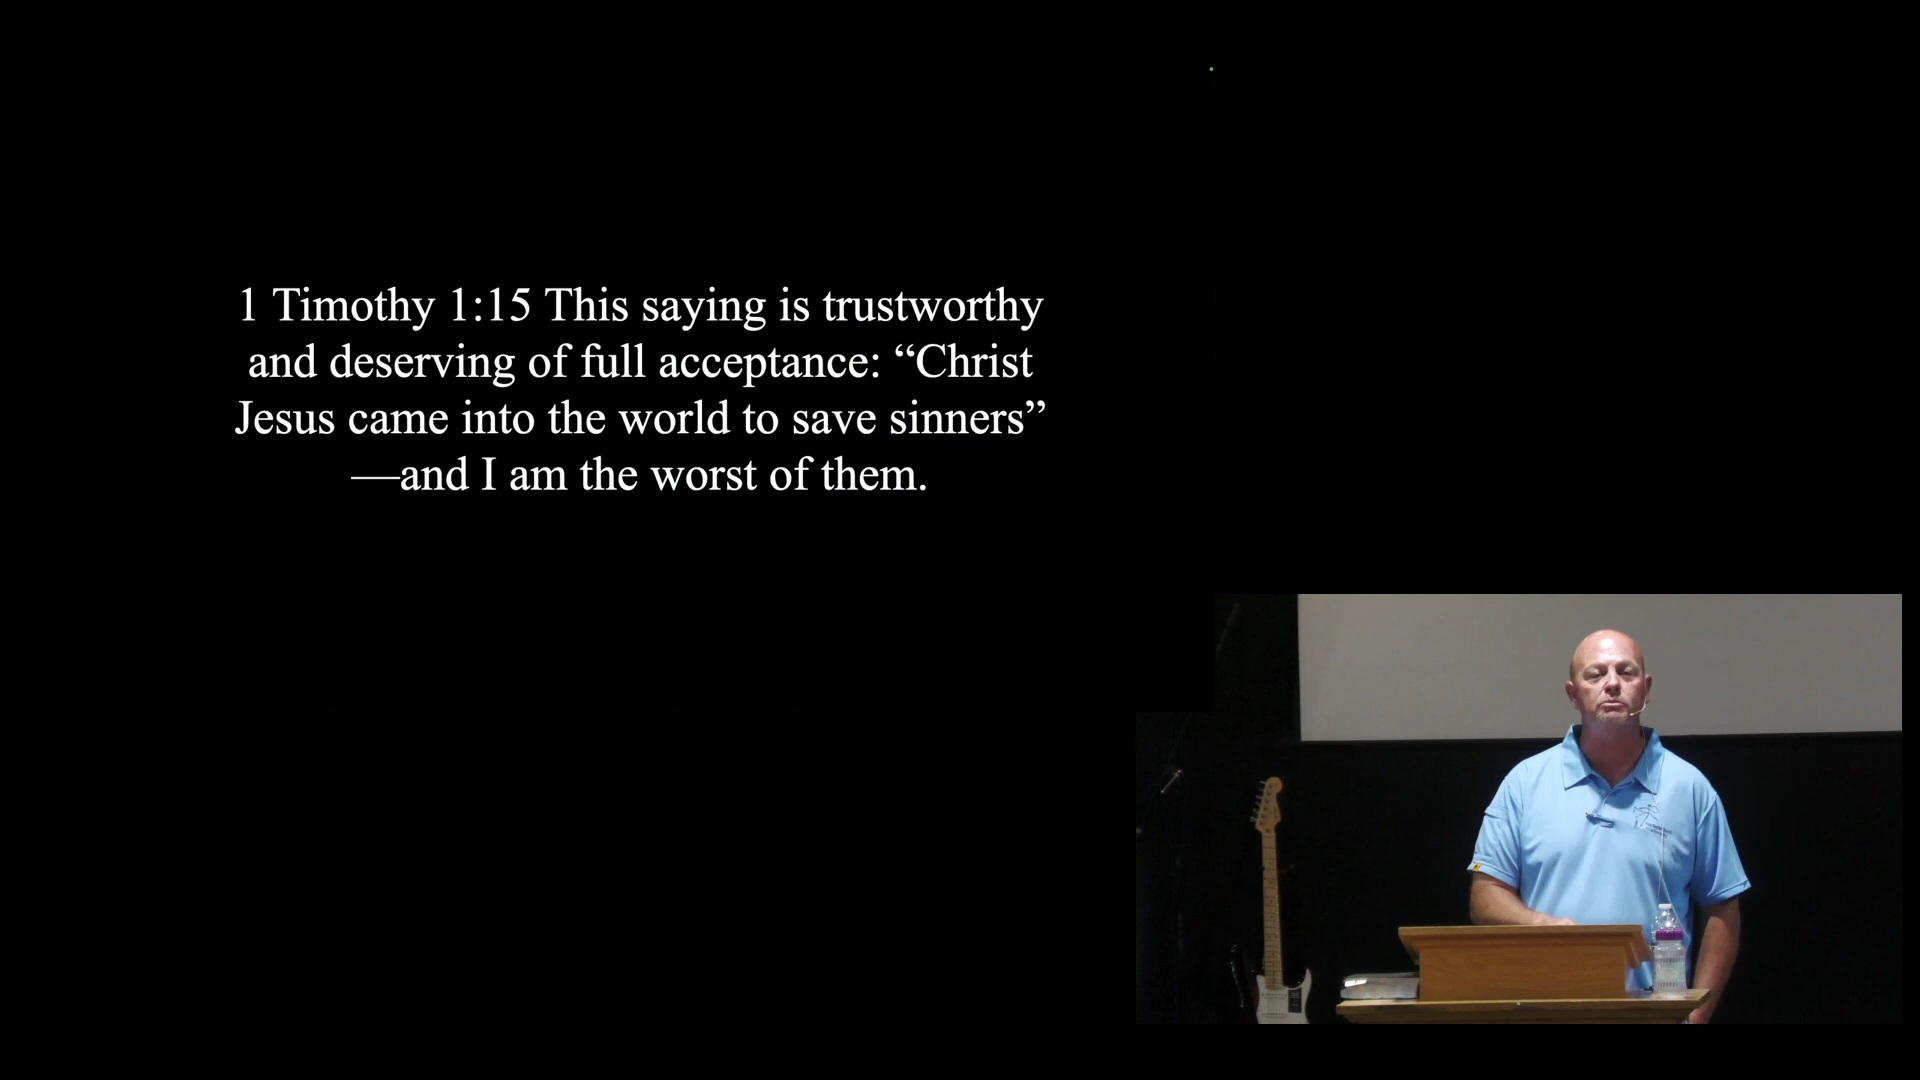 1 Timothy 1:15 This saying is trustworthy
and deserving of full acceptance: “Christ
Jesus came into the world to save sinners”
—and I am the worst of them.